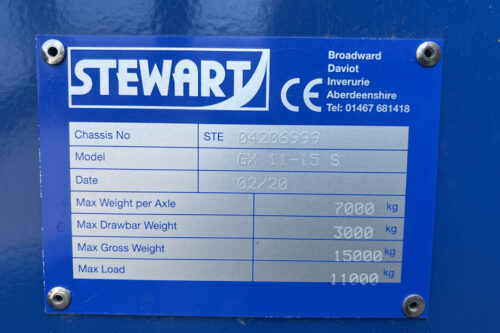 STEWART
CE
Broadward
Daviot
Inverurie
Aberdeenshire
Tel: 01467 681418
Chassis No STE 04206999
Model GX 11-15 S
Date 02/20
Max Weight per Axle 7000 kg
Max Drawbar Weight 3000 kg
Max Gross Weight 15000 kg
Max Load 11000 kg